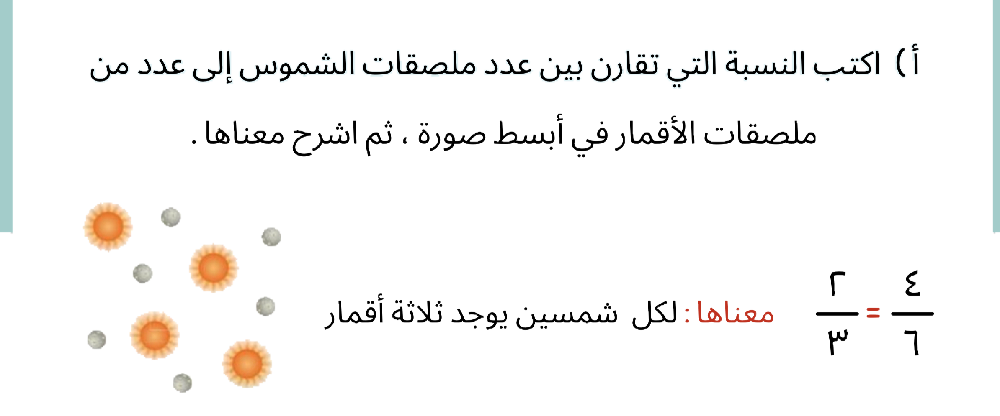 أ ) اكتب النسبة التي تقارن بين عدد ملصقات الشموس إلى عدد من
ملصقات الأقمار في أبسط صورة ، ثم اشرح معناها .
٤
٦
=
٢
٣
معناها : لكل شمسين يوجد ثلاثة أقمار